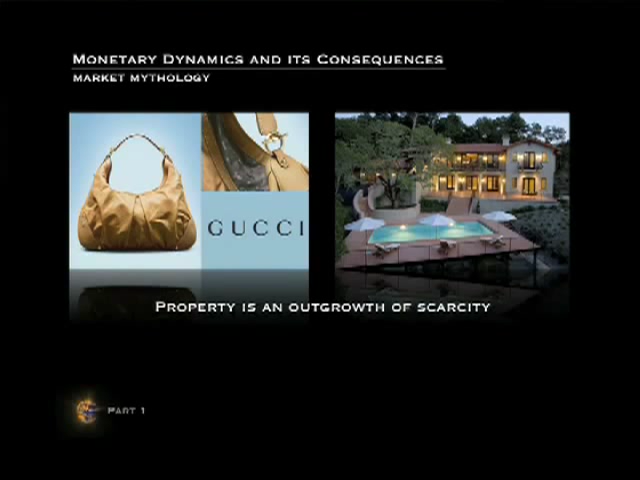 Monetary Dynamics and its Consequences
market mythology
GUCCI
Property is an outgrowth of scarcity
Part 1